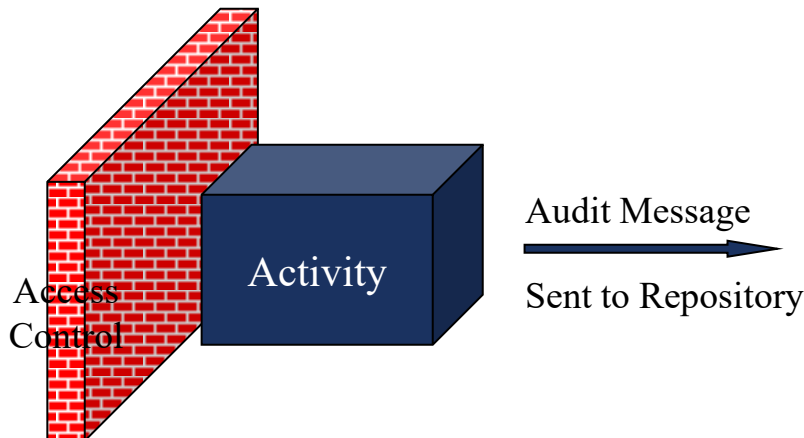 Access
Control
Activity
Audit Message
Sent to Repository